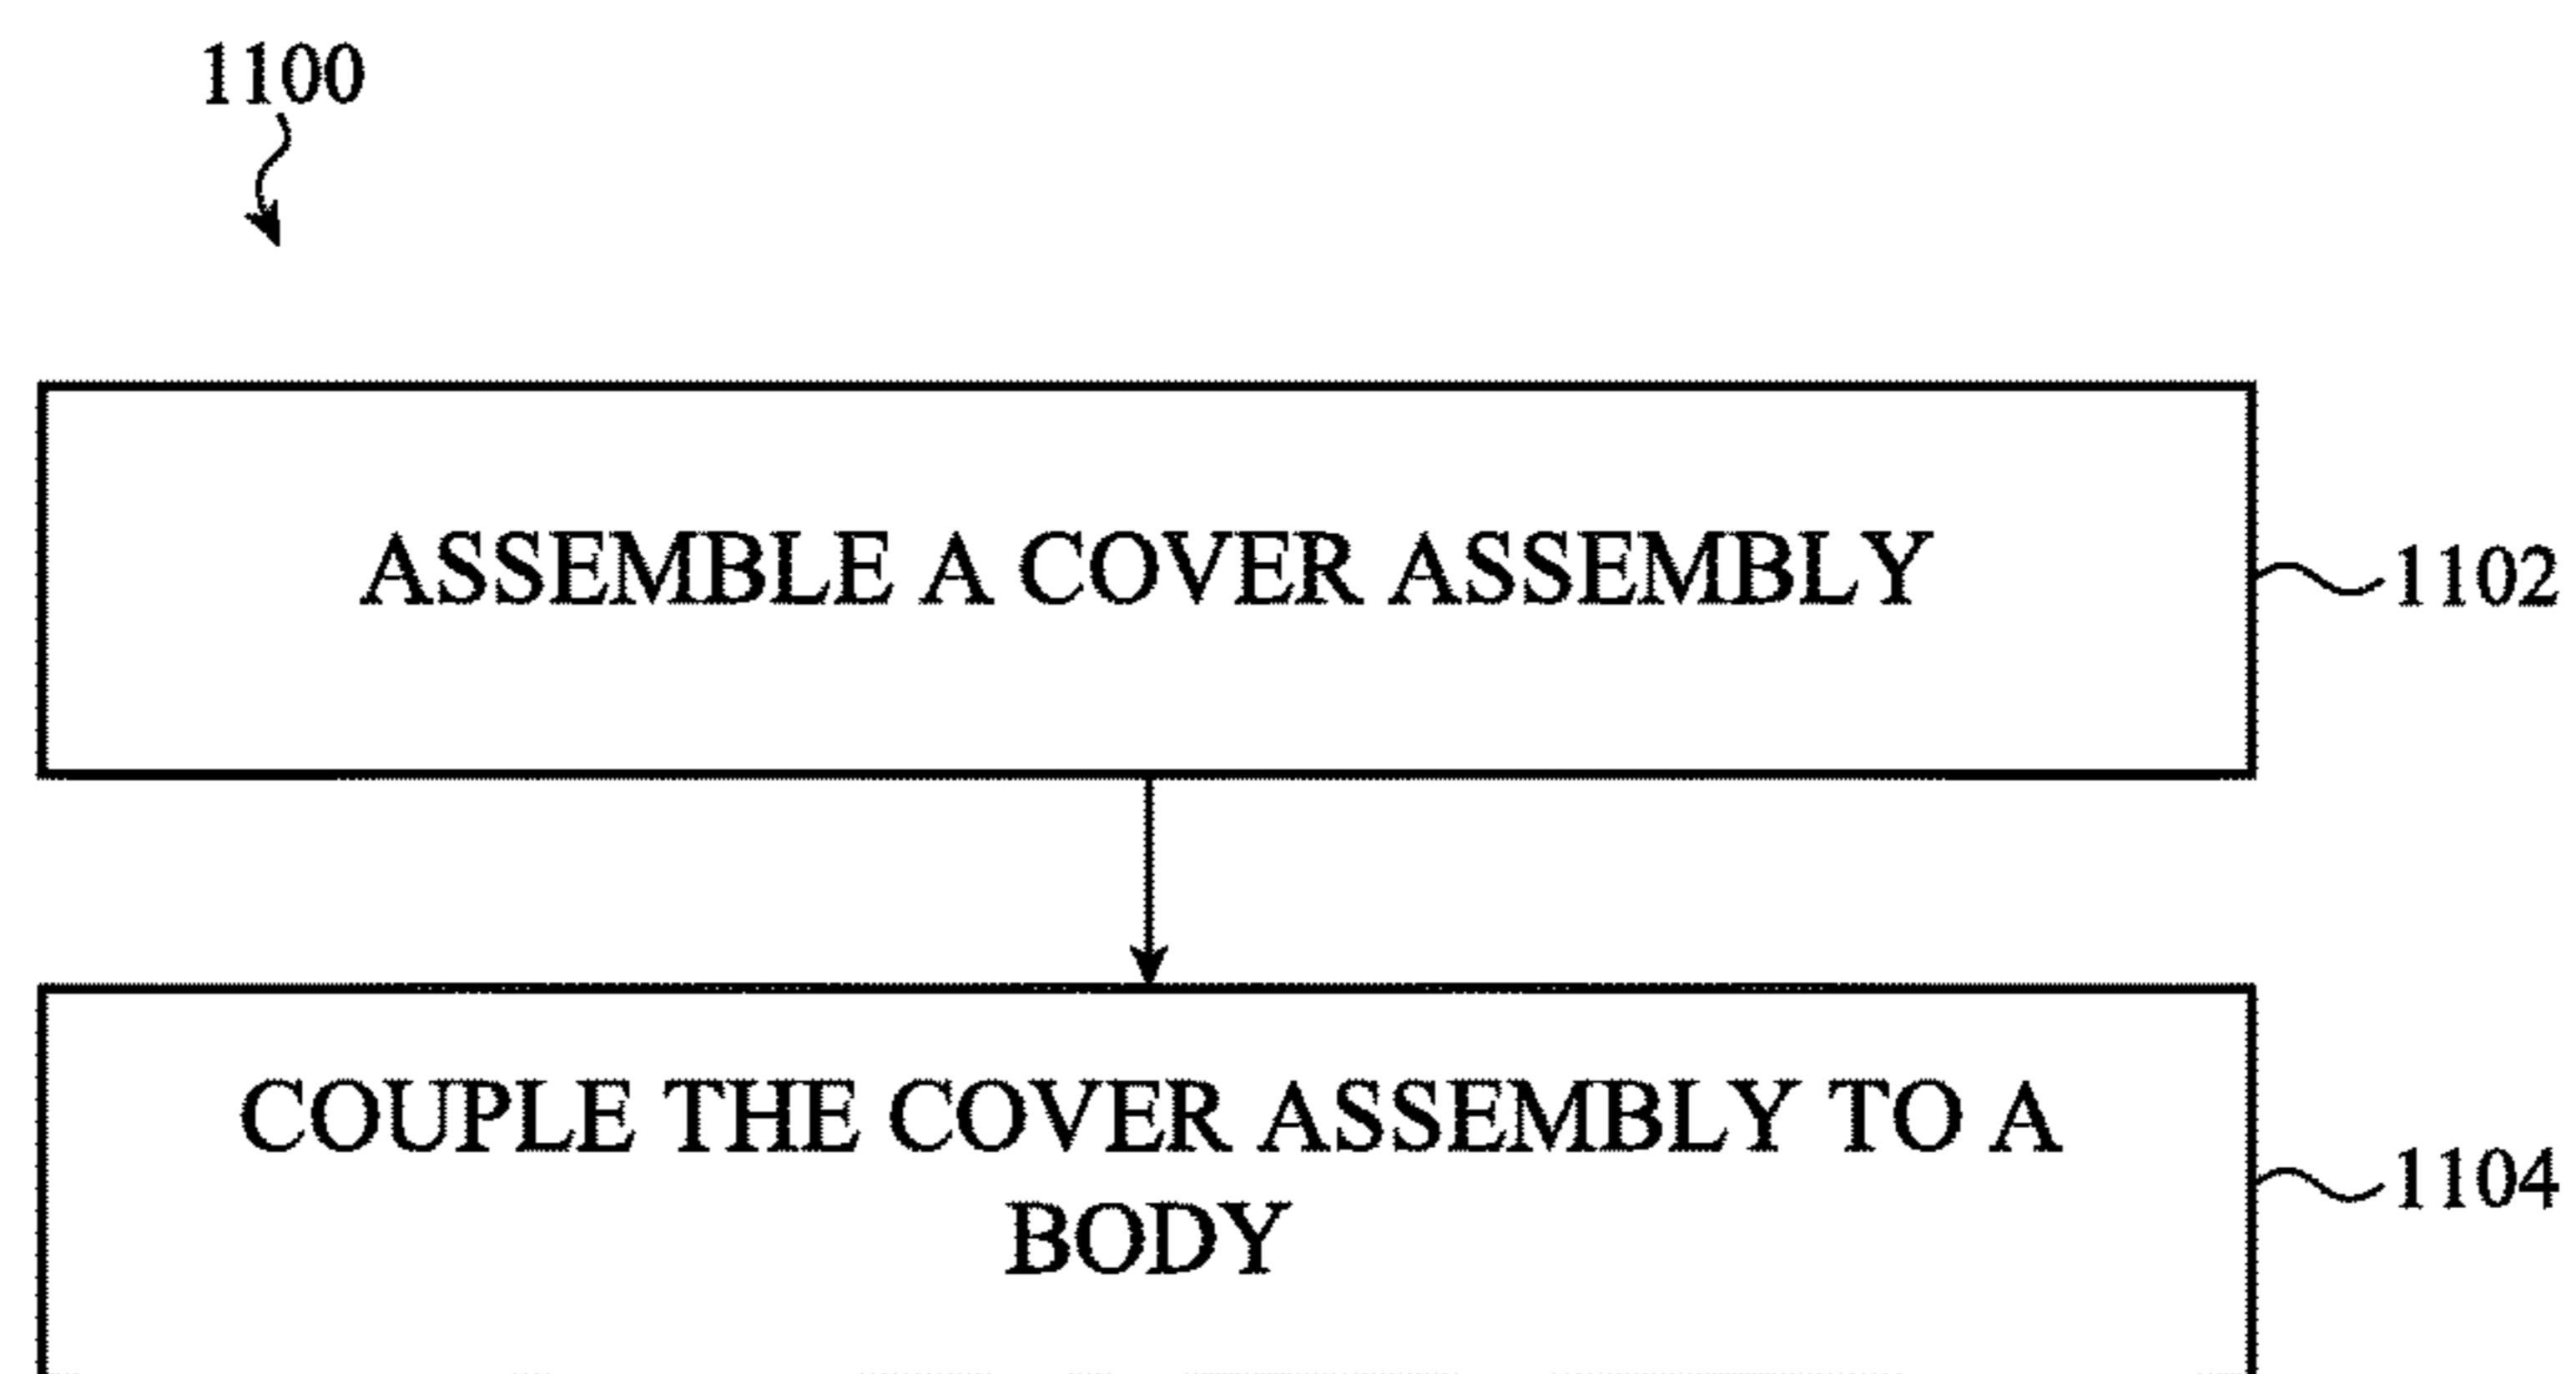 1100
ASSEMBLE A COVER ASSEMBLY
1102
COUPLE THE COVER ASSEMBLY TO A
BODY
1104